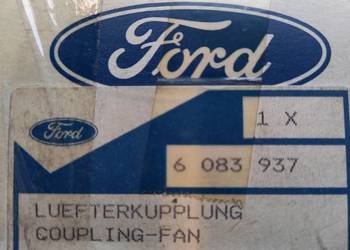 Ford
Ford
1 X
6 083 937
LUEFTERKUPPLUNG
COUPLING-FAN